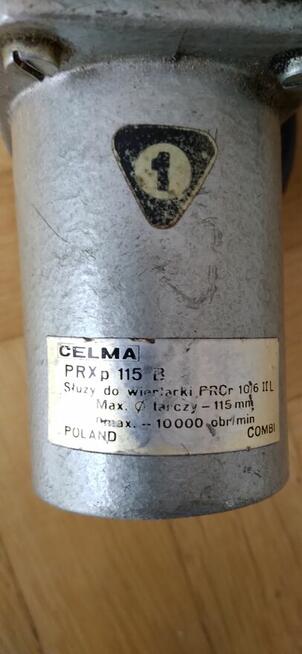 1
CELMA
PRXp 115 B
Służy do wiertarki PRCr 10/6 II L
Max. ∅ tarczy – 115 mm
nmax. – 10000 obr/min
POLAND COMBI